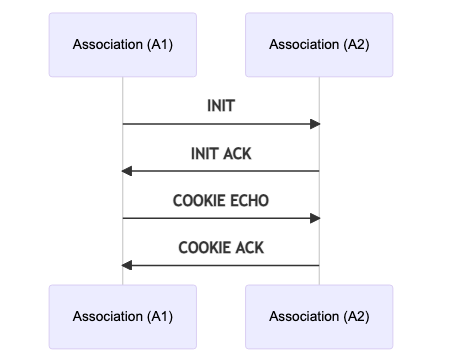 Association (A1)
Association (A2)
INIT
INIT ACK
COOKIE ECHO
COOKIE ACK
Association (A1)
Association (A2)